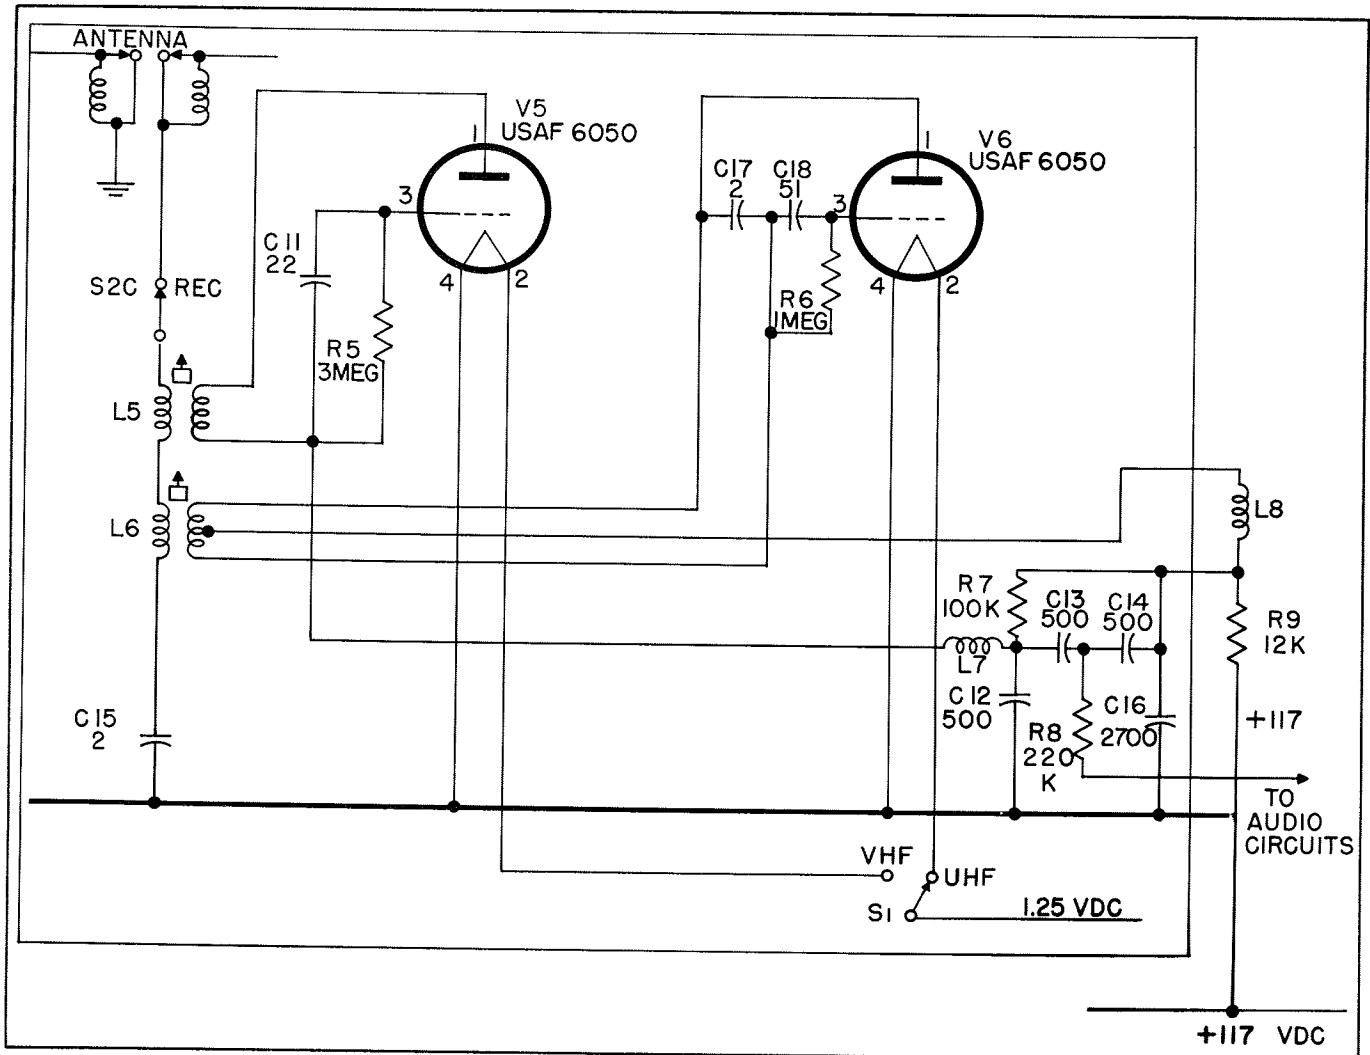 ANTENNA
V5
USAF 6050
1
3
4
2
C11
22
R5
3MEG
S2C
REC
L5
L6
C15
2
V6
USAF 6050
1
3
4
2
C17
2
C18
51
R6
1MEG
L8
R7
100K
C13
500
C14
500
R9
12K
L7
C12
500
R8
220
K
C16
2700
+117
TO
AUDIO
CIRCUITS
VHF
UHF
S1
1.25 VDC
+117 VDC